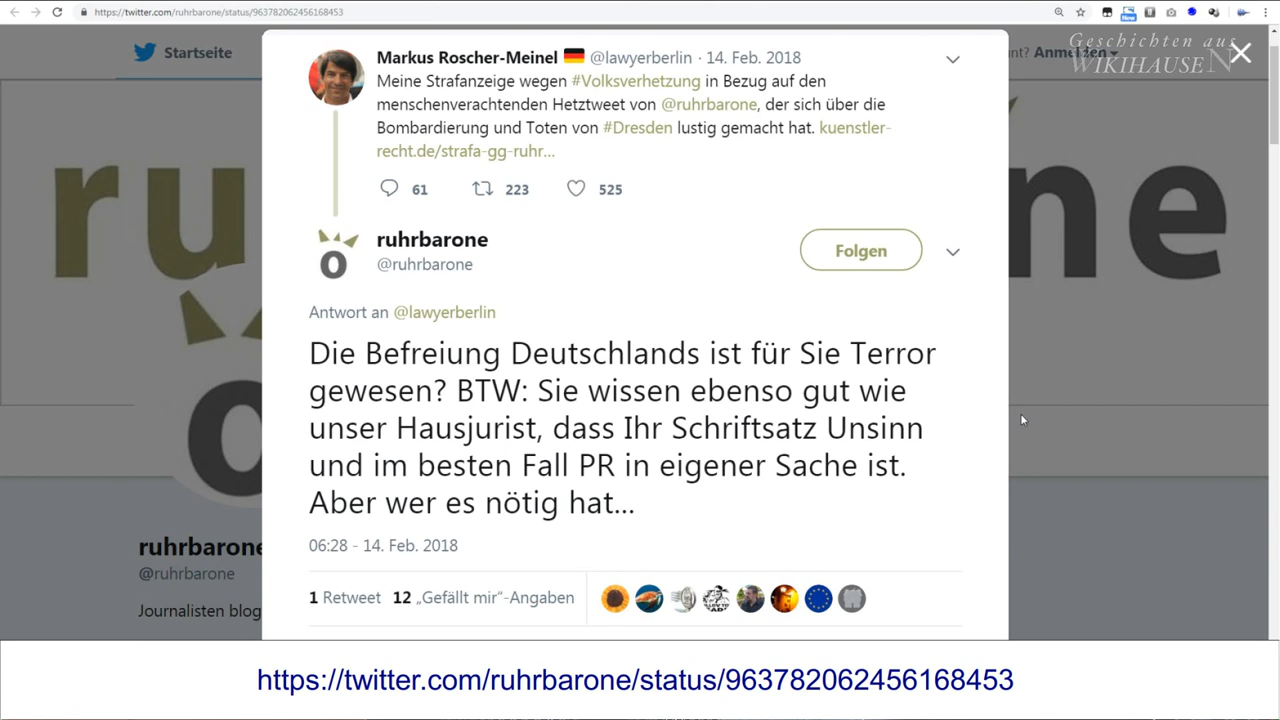 https://twitter.com/ruhrbarone/status/963782062456168453
New
Startseite
Anmelden
Geschichten aus
WIKIHAUSEN
Markus Roscher-Meinel @lawyerberlin · 14. Feb. 2018
Meine Strafanzeige wegen #Volksverhetzung in Bezug auf den
menschenverachtenden Hetztweet von @ruhrbarone, der sich über die
Bombardierung und Toten von #Dresden lustig gemacht hat. kuenstler-
recht.de/strafa-gg-ruhr...
61 223 525
ru
ne
ruhrbarone
@ruhrbarone
Folgen
Antwort an @lawyerberlin
Die Befreiung Deutschlands ist für Sie Terror
gewesen? BTW: Sie wissen ebenso gut wie
unser Hausjurist, dass Ihr Schriftsatz Unsinn
und im besten Fall PR in eigener Sache ist.
Aber wer es nötig hat...
06:28 - 14. Feb. 2018
1 Retweet 12 „Gefällt mir“-Angaben
ruhrbarone
@ruhrbarone
Journalisten blog
https://twitter.com/ruhrbarone/status/963782062456168453